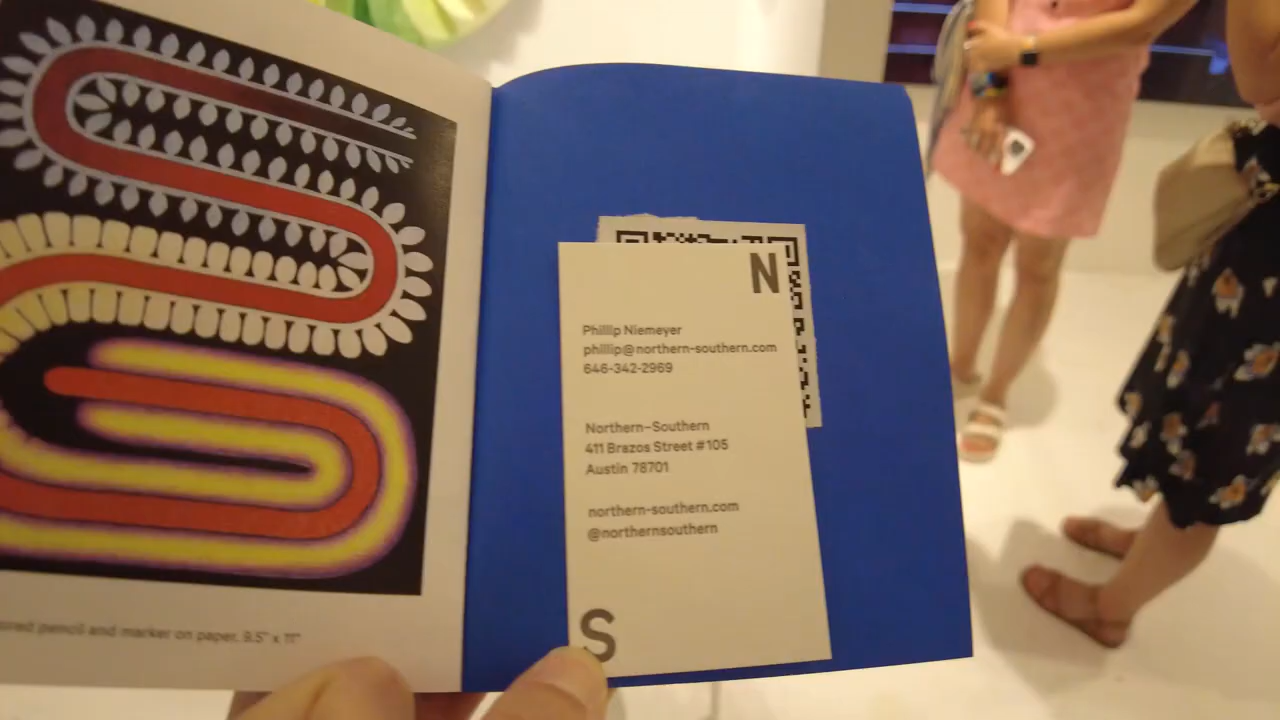 pencil and marker on paper. 9.5" x 11"
N
Phillip Niemeyer
phillip@northern-southern.com
646-342-2969
Northern–Southern
411 Brazos Street #105
Austin 78701
northern-southern.com
@northernsouthern
S